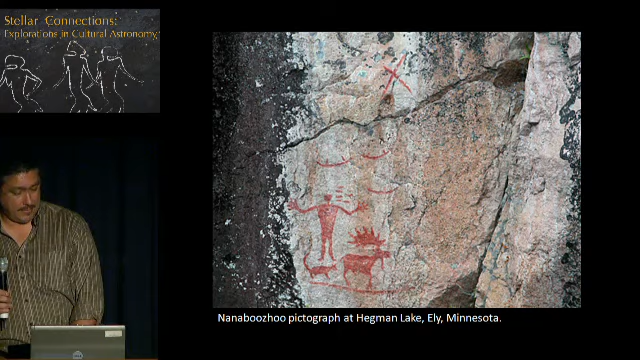 Stellar Connections:
Explorations in Cultural Astronomy
Nanaboozhoo pictograph at Hegman Lake, Ely, Minnesota.